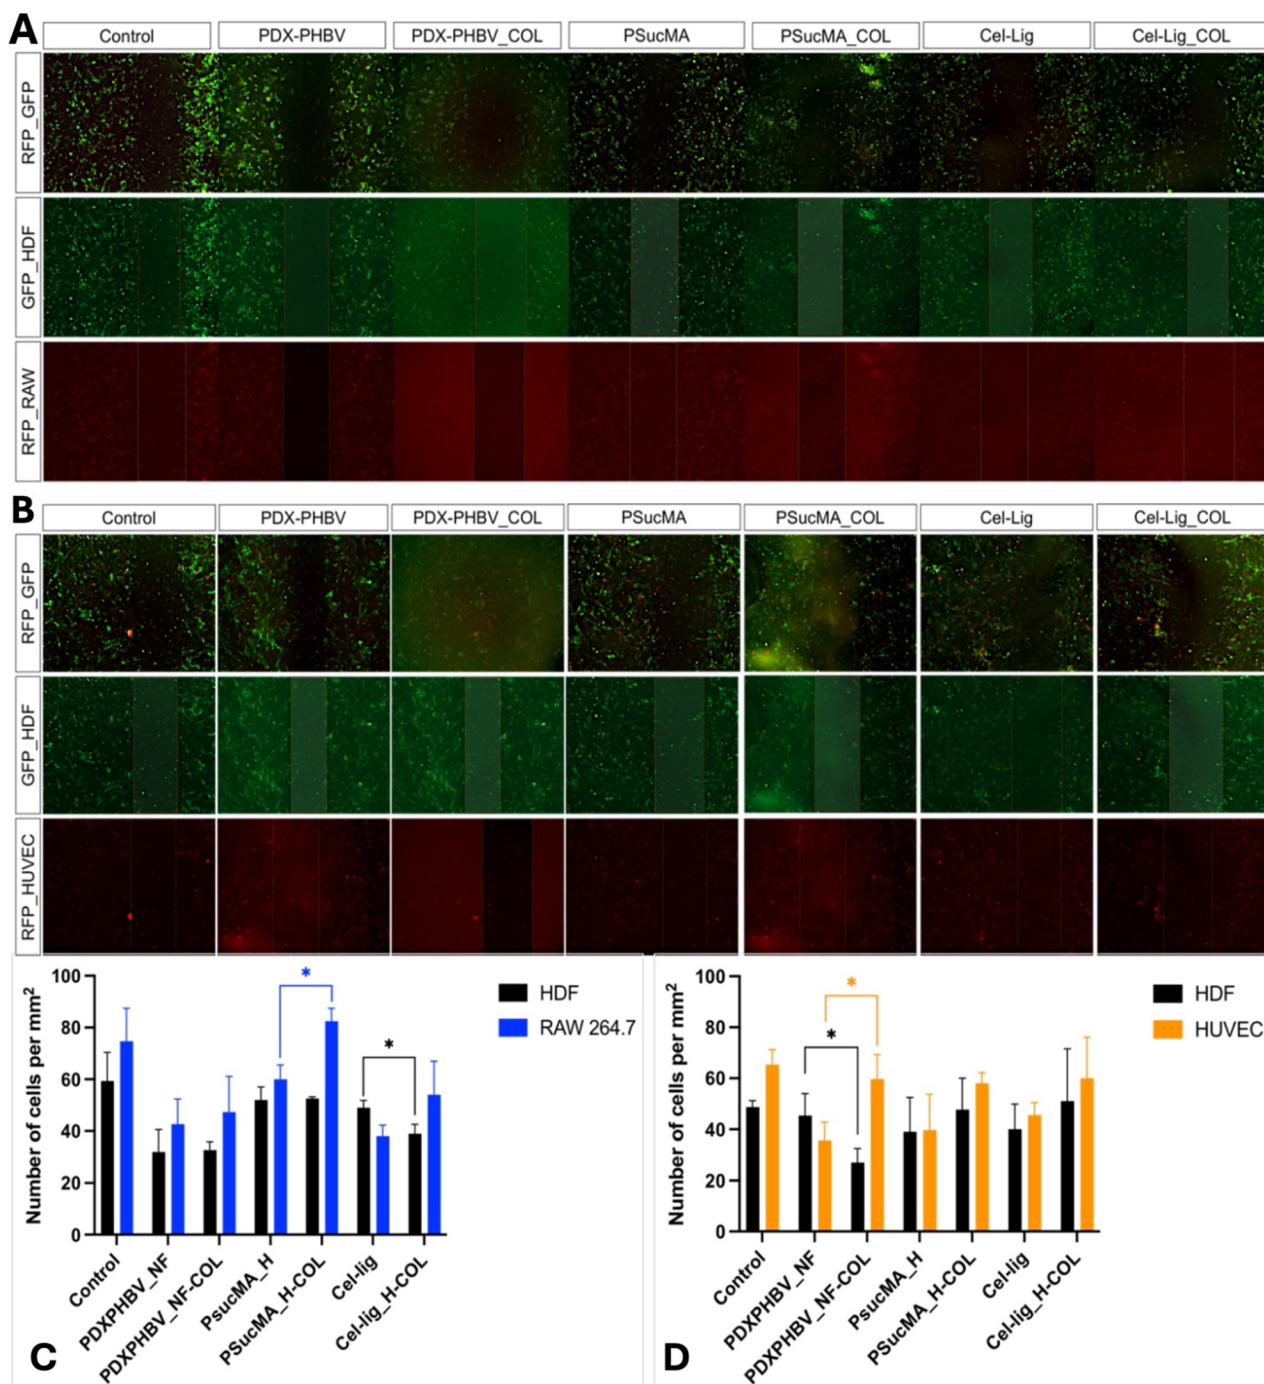 A
Control PDX-PHBV PDX-PHBV_COL PSucMA PSucMA_COL Cel-Lig Cel-Lig_COL
RFP_GFP
GFP_HDF
RFP_RAW
B
Control PDX-PHBV PDX-PHBV_COL PSucMA PSucMA_COL Cel-Lig Cel-Lig_COL
RFP_GFP
GFP_HDF
RFP_HUVEC
Number of cells per mm²
100
80
60
40
20
0
*
*
HDF
RAW 264.7
Control
PDXPHBV_NF
PDXPHBV_NF-COL
PsucMA_H
PSucMA_H-COL
Cel-lig
Cel-lig_H-COL
C
Number of cells per mm²
100
80
60
40
20
0
*
*
HDF
HUVEC
Control
PDXPHBV_NF
PDXPHBV_NF-COL
PsucMA_H
PSucMA_H-COL
Cel-lig
Cel-lig_H-COL
D